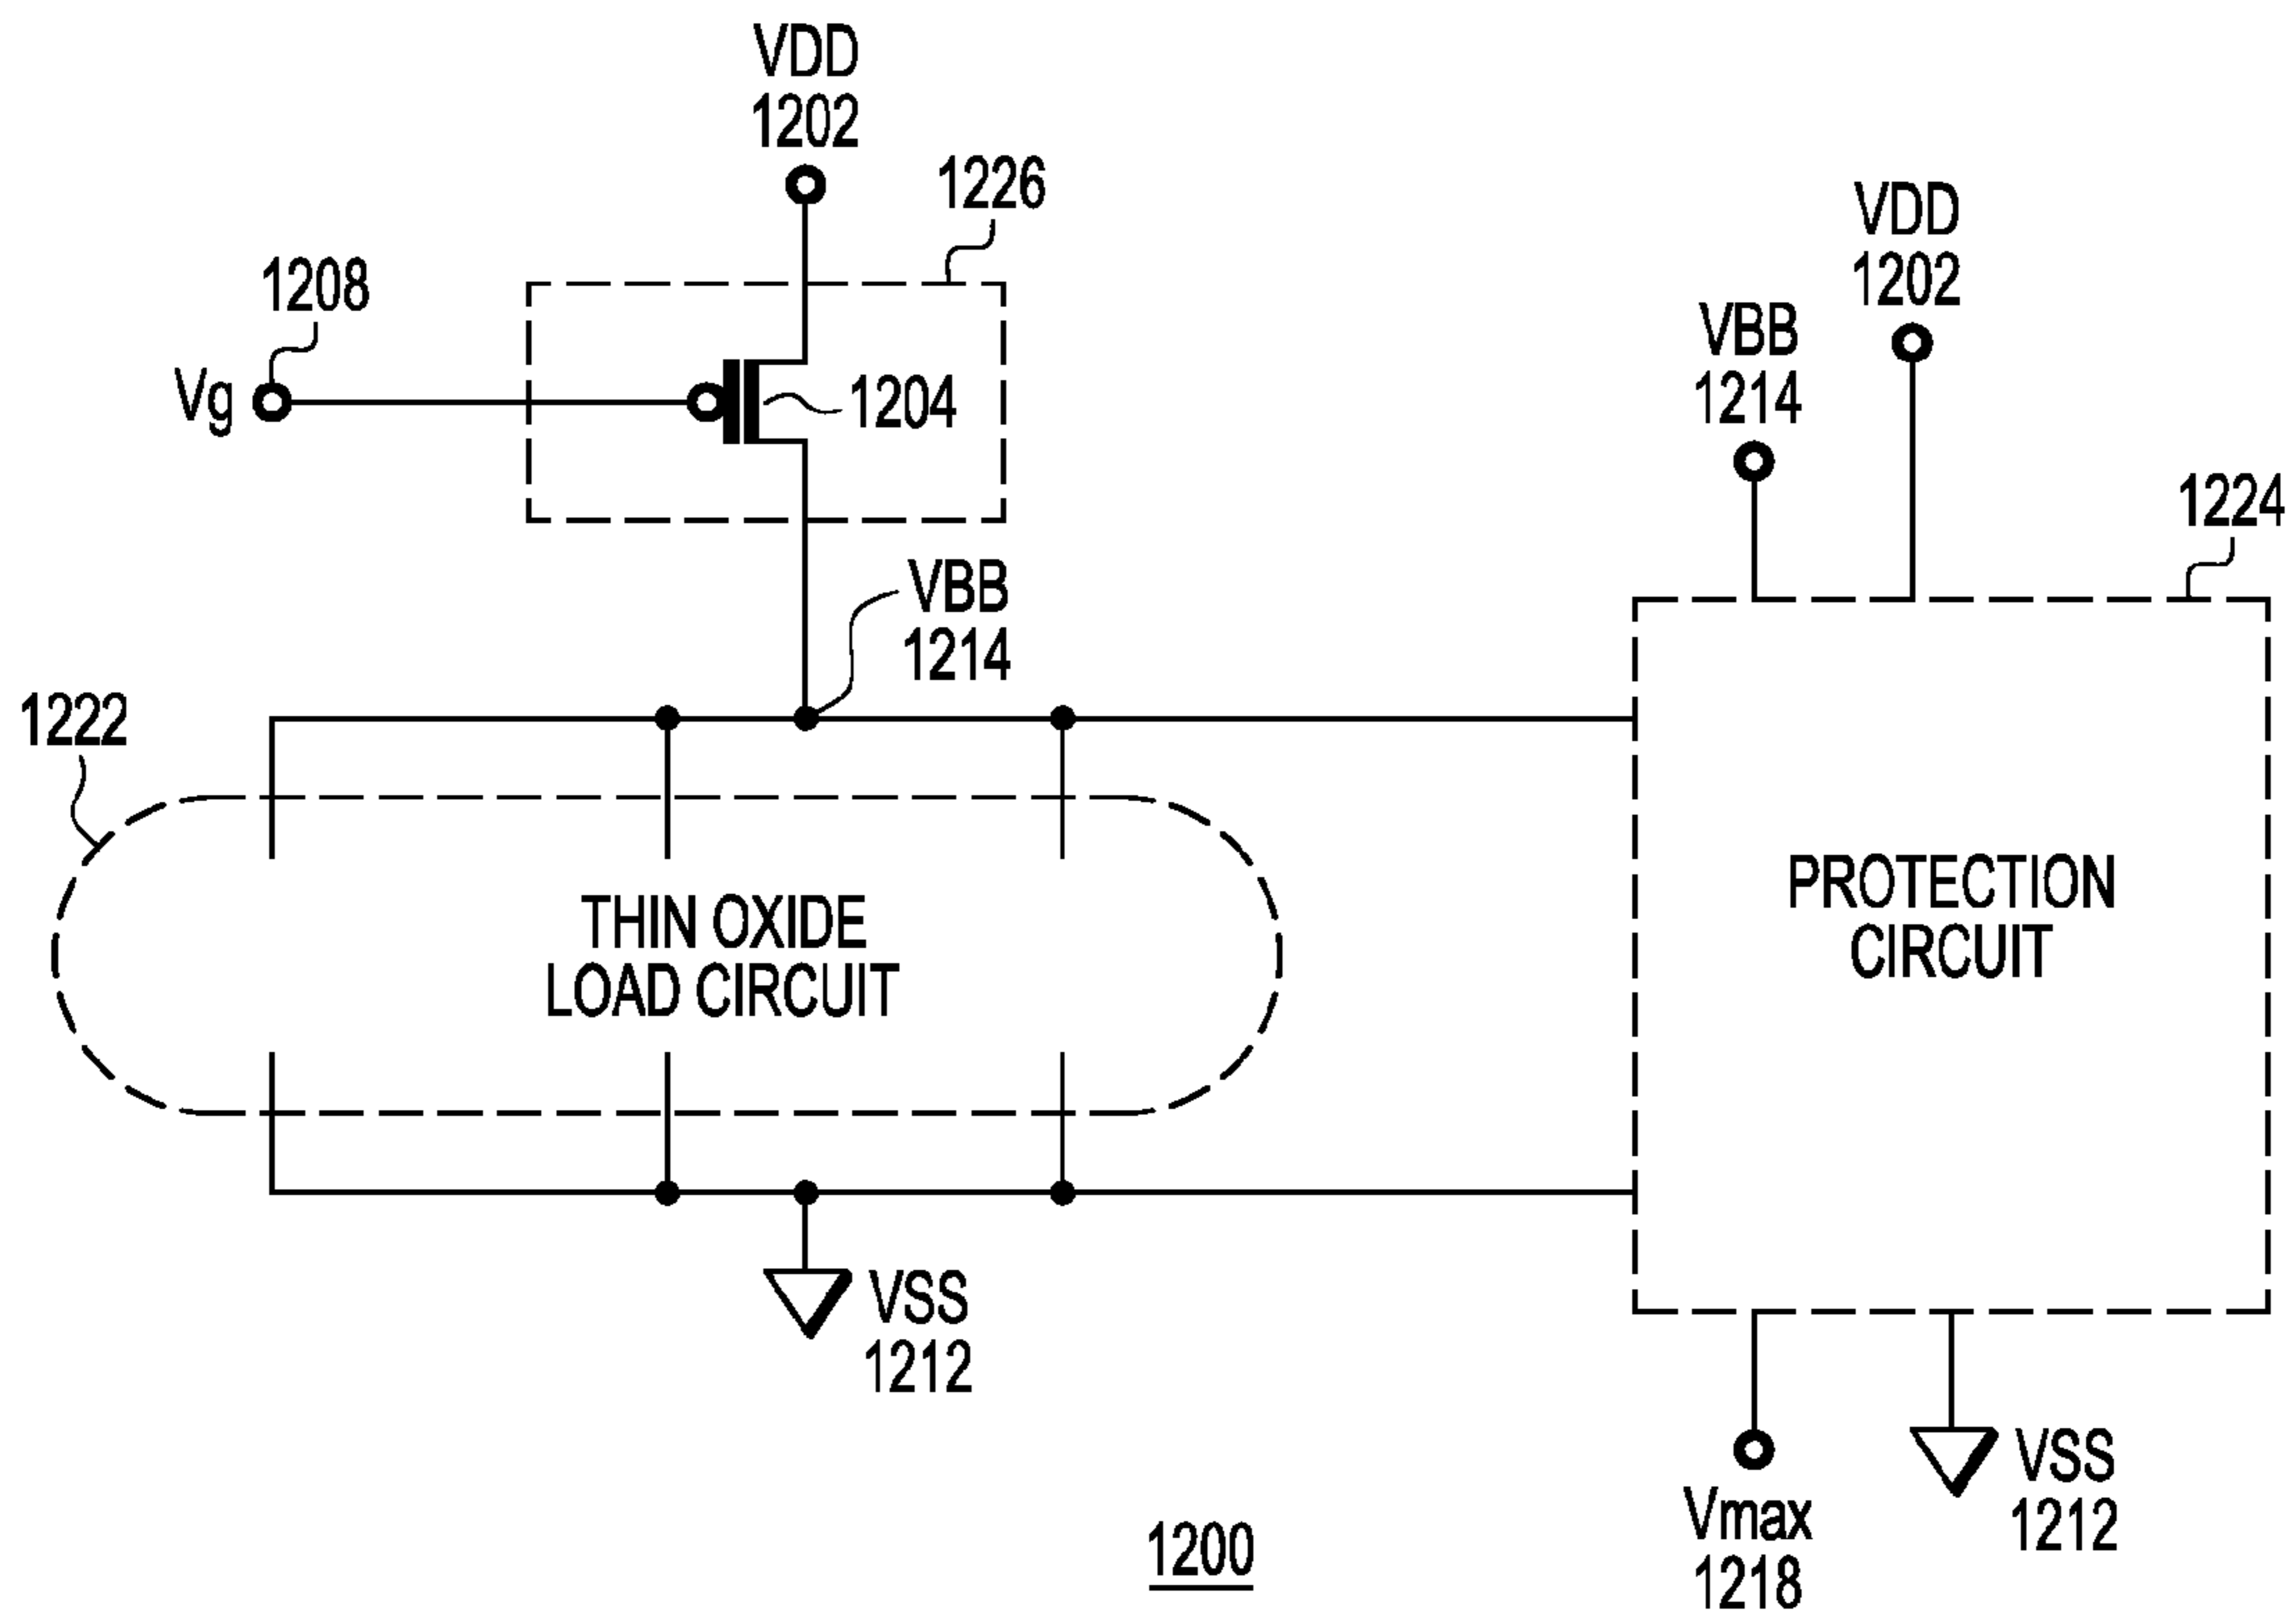 VDD
1202
1226
1208
Vg
1204
VDD
1202
VBB
1214
1224
VBB
1214
1222
THIN OXIDE
LOAD CIRCUIT
PROTECTION
CIRCUIT
VSS
1212
VSS
1212
Vmax
1218
1200